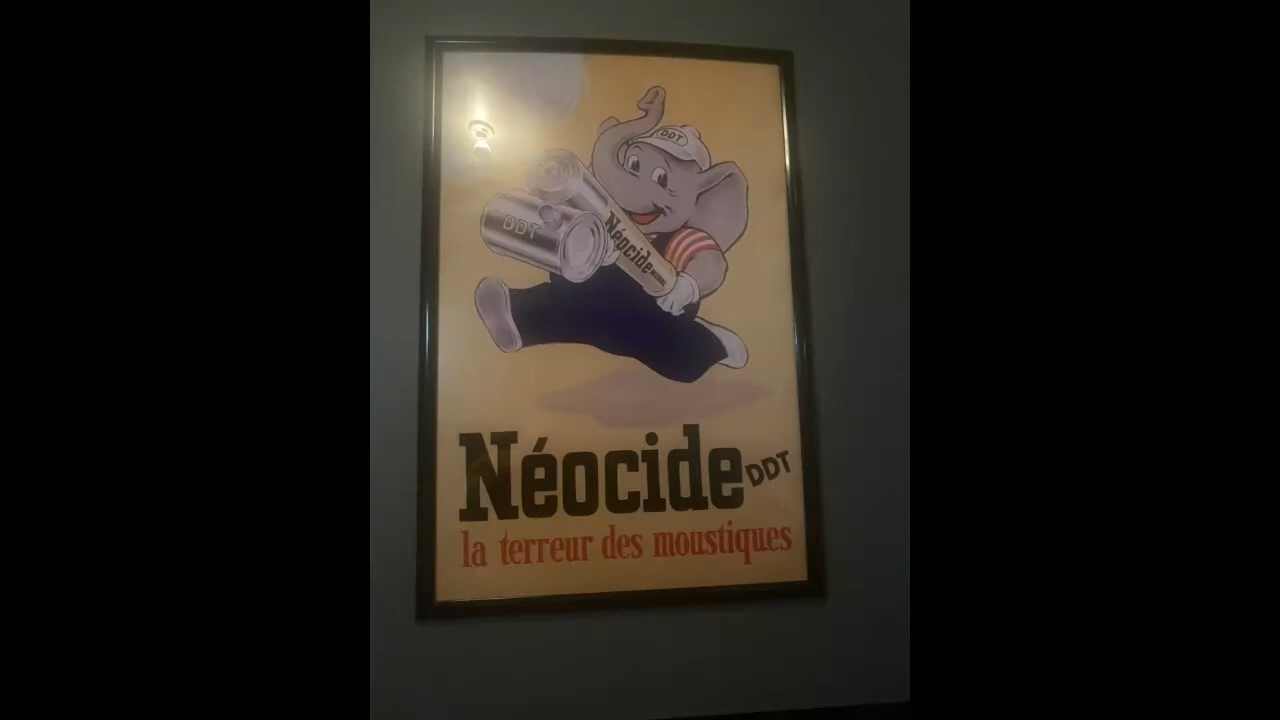 DDT
DDT
Néocide
Néocide DDT
la terreur des moustiques